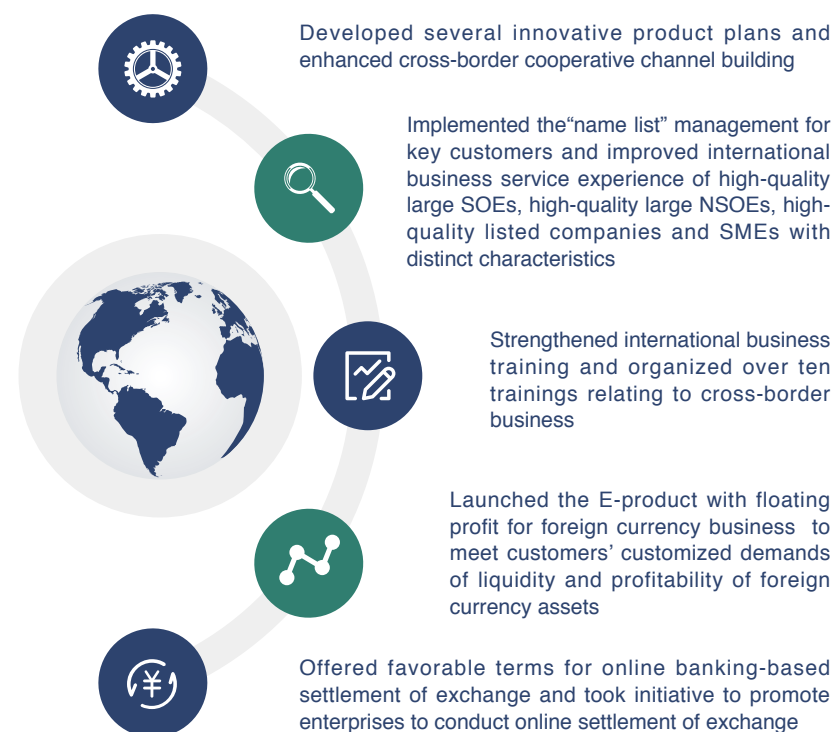 Developed several innovative product plans and
enhanced cross-border cooperative channel building
Implemented the“name list” management for
key customers and improved international
business service experience of high-quality
large SOEs, high-quality large NSOEs, high-
quality listed companies and SMEs with
distinct characteristics
Strengthened international business
training and organized over ten
trainings relating to cross-border
business
Launched the E-product with floating
profit for foreign currency business to
meet customers’ customized demands
of liquidity and profitability of foreign
currency assets
¥
Offered favorable terms for online banking-based
settlement of exchange and took initiative to promote
enterprises to conduct online settlement of exchange